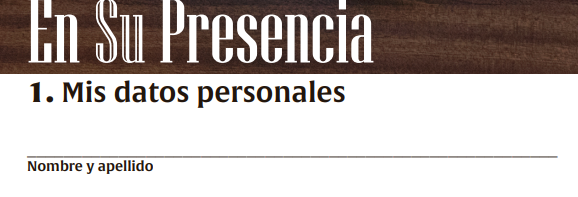 En Su Presencia
1. Mis datos personales
Nombre y apellido